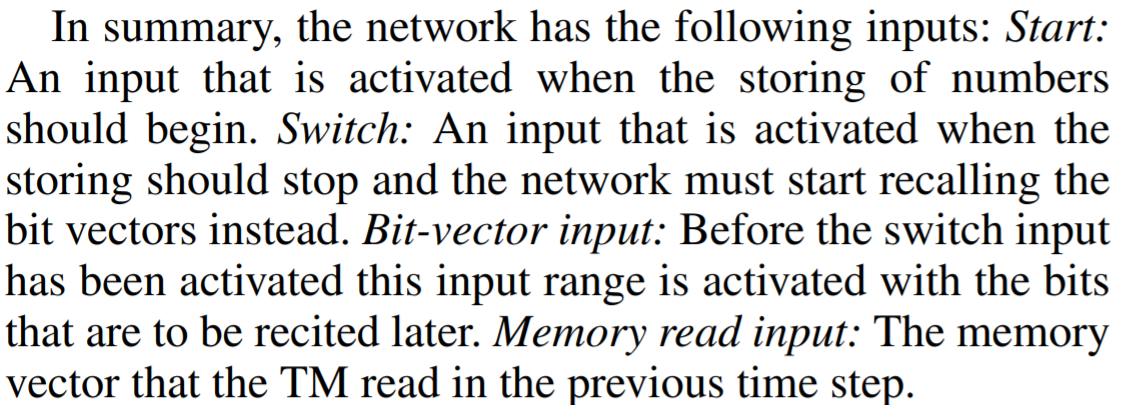 In summary, the network has the following inputs: Start:
An input that is activated when the storing of numbers
should begin. Switch: An input that is activated when the
storing should stop and the network must start recalling the
bit vectors instead. Bit-vector input: Before the switch input
has been activated this input range is activated with the bits
that are to be recited later. Memory read input: The memory
vector that the TM read in the previous time step.